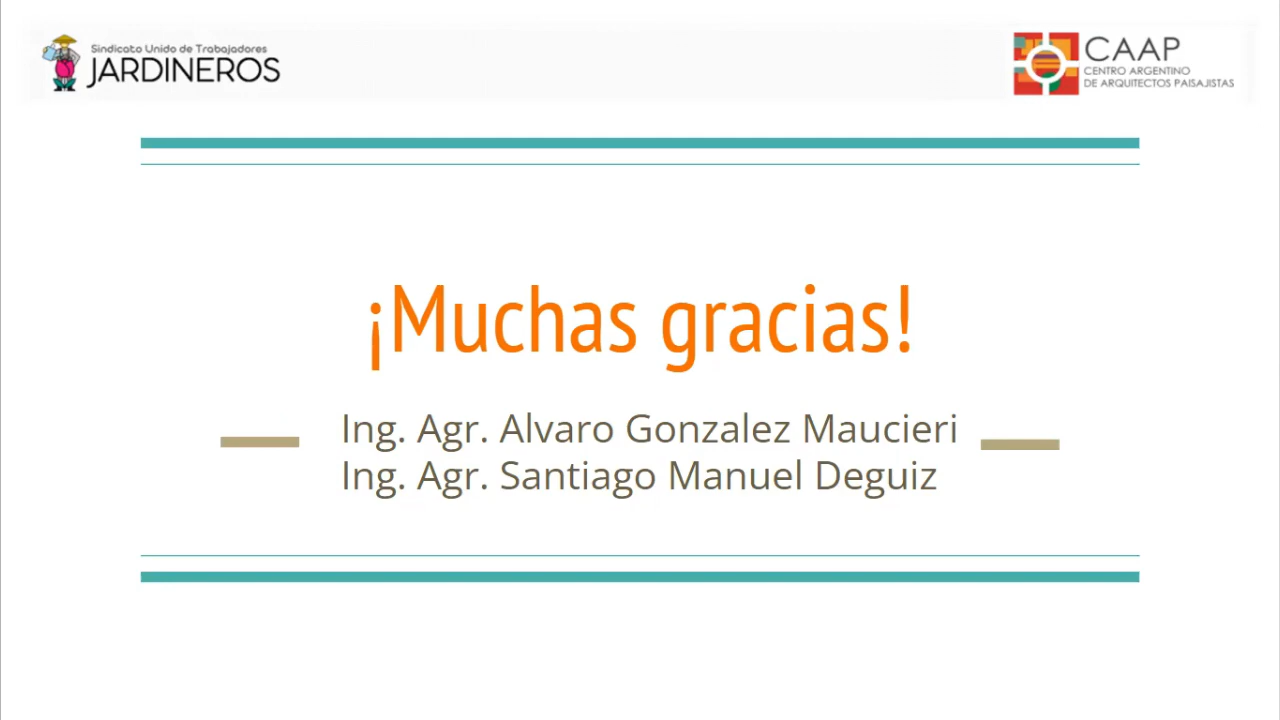 Sindicato Unido de Trabajadores
JARDINEROS
CAAP
CENTRO ARGENTINO
DE ARQUITECTOS PAISAJISTAS
¡Muchas gracias!
Ing. Agr. Alvaro Gonzalez Maucieri
Ing. Agr. Santiago Manuel Deguiz